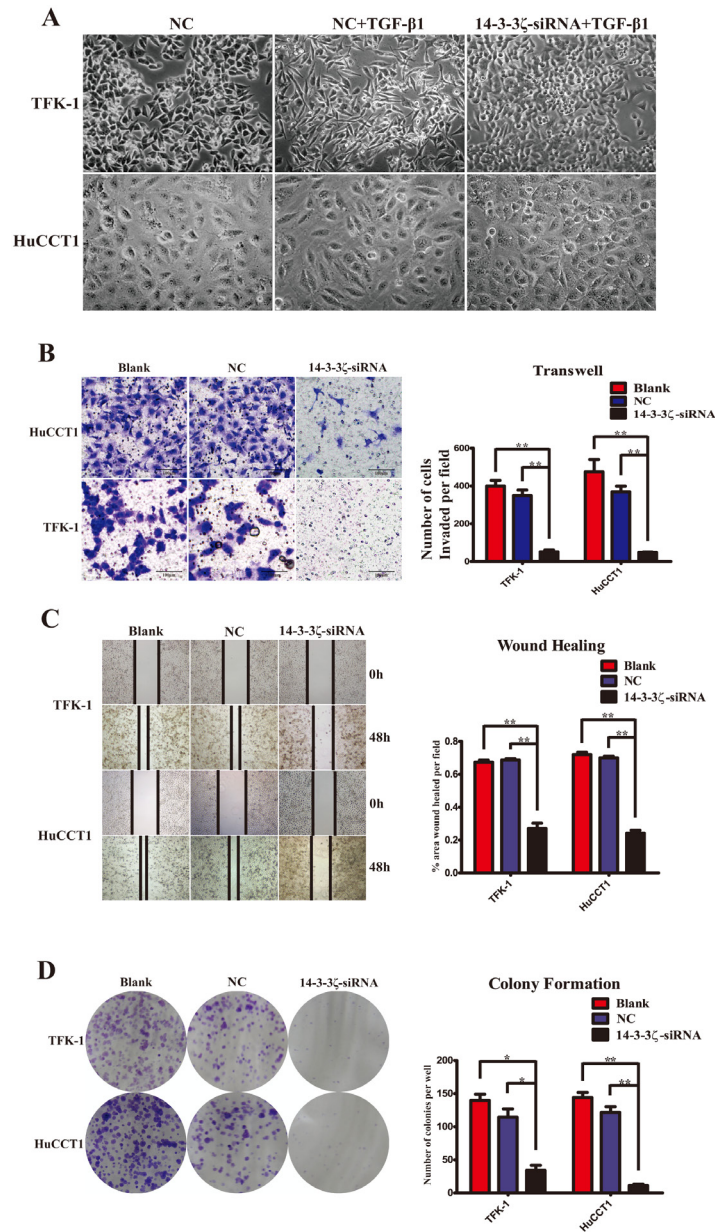 A
NC
NC+TGF-β1
14-3-3ζ-siRNA+TGF-β1
TFK-1
HuCCT1
B
Blank
NC
14-3-3ζ-siRNA
HuCCT1
TFK-1
Transwell
Blank
NC
14-3-3ζ-siRNA
Number of cells
Invaded per field
600
400
200
0
**
**
**
**
TFK-1
HuCCT1
C
Blank
NC
14-3-3ζ-siRNA
TFK-1
0h
48h
HuCCT1
0h
48h
Wound Healing
Blank
NC
14-3-3ζ-siRNA
% area wound healed per field
0.8
0.6
0.4
0.2
0.0
**
**
**
**
TFK-1
HuCCT1
D
Blank
NC
14-3-3ζ-siRNA
TFK-1
HuCCT1
Colony Formation
Blank
NC
14-3-3ζ-siRNA
Number of colonies per well
200
150
100
50
0
*
*
**
**
TFK-1
HuCCT1